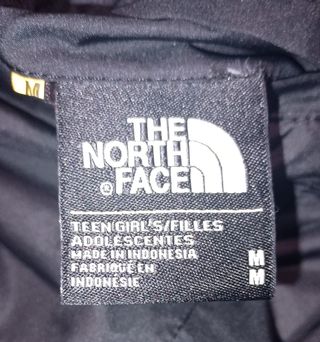 M
THE
NORTH
® FACE
TEEN GIRL'S/FILLES
ADOLESCENTES
MADE IN INDONESIA
FABRIQUÉ EN
INDONÉSIE
M
M